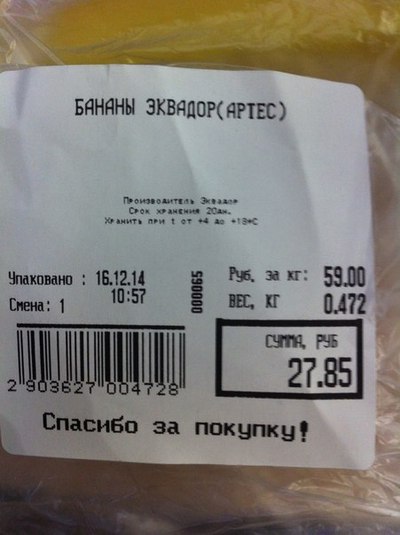 БАНАНЫ ЭКВАДОР(АРТЕС)
Производитель Эквадор
Срок хранения 20дн.
Хранить при t от +4 до +18*С
Упаковано : 16.12.14
10:57
Смена: 1
000065
Руб. за кг: 59.00
ВЕС, КГ 0.472
СУММА, РУБ
27.85
2 903627 004728
Спасибо за покупку!